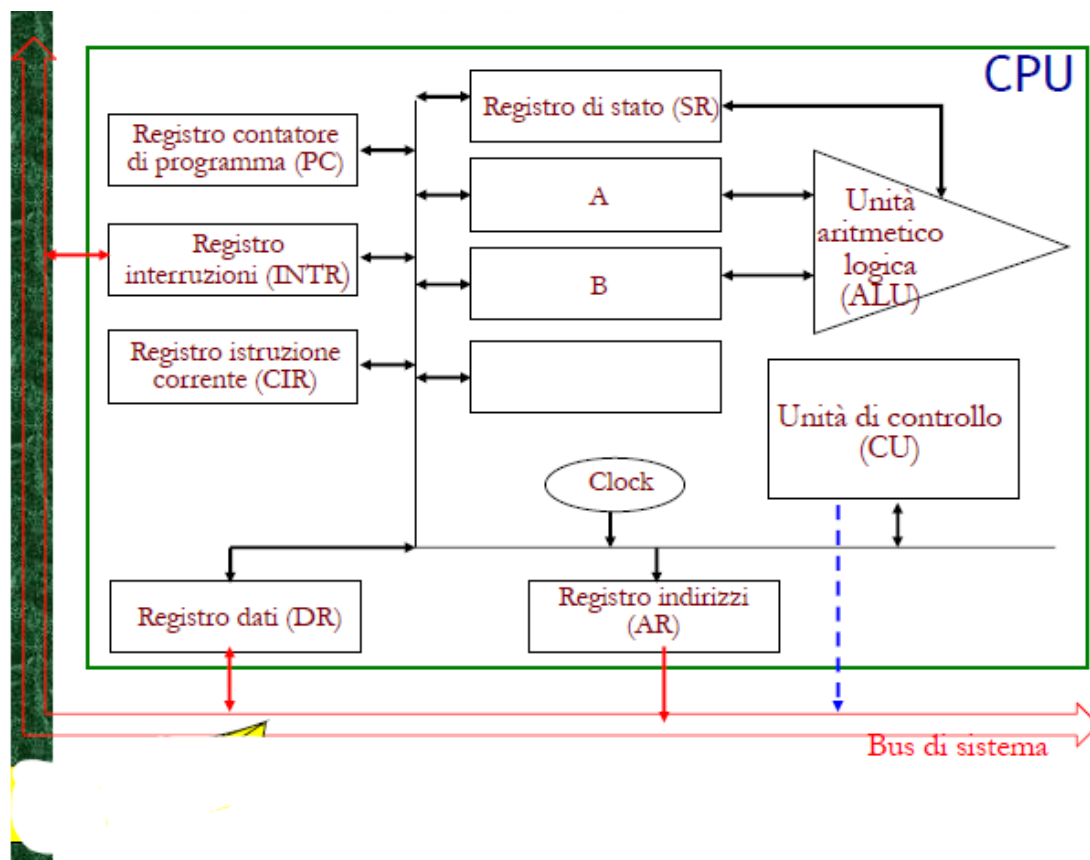 CPU
Registro di stato (SR)
Registro contatore
di programma (PC)
A
Unità
aritmetico
logica
(ALU)
Registro
interruzioni (INTR)
B
Registro istruzione
corrente (CIR)
Unità di controllo
(CU)
Clock
Registro dati (DR)
Registro indirizzi
(AR)
Bus di sistema